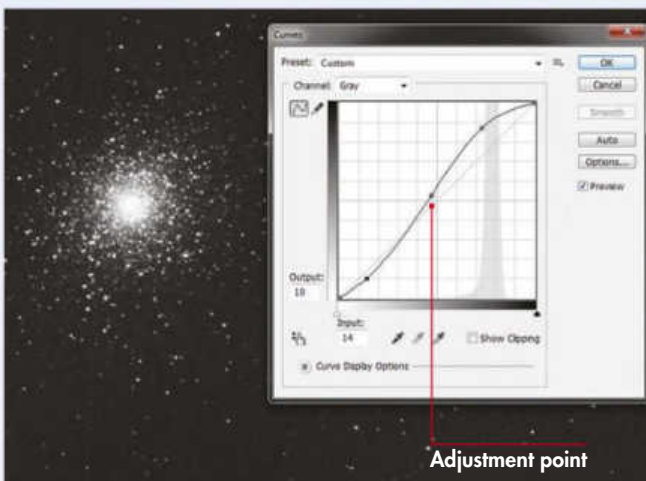 Curves
Preset: Custom
OK
Channel: Gray
Cancel
Smooth
Auto
Options...
Preview
Output:
18
Input:
14
Show Clipping
Curve Display Options
Adjustment point